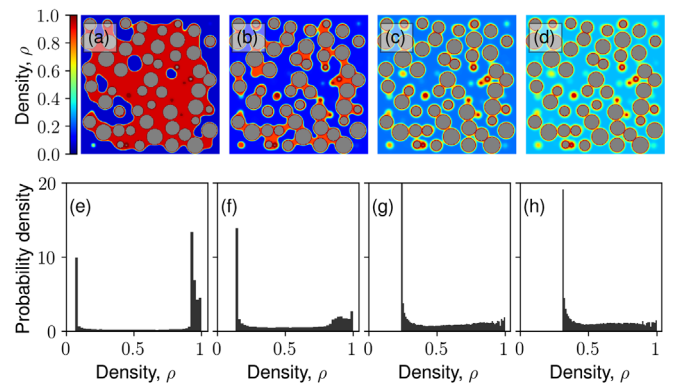 Density, ρ
1.0
0.8
0.6
0.4
0.2
0.0
(a)
(b)
(c)
(d)
Probability density
20
10
0
(e)
(f)
(g)
(h)
0 0.5 1 0 0.5 1 0 0.5 1 0 0.5 1
Density, ρ Density, ρ Density, ρ Density, ρ